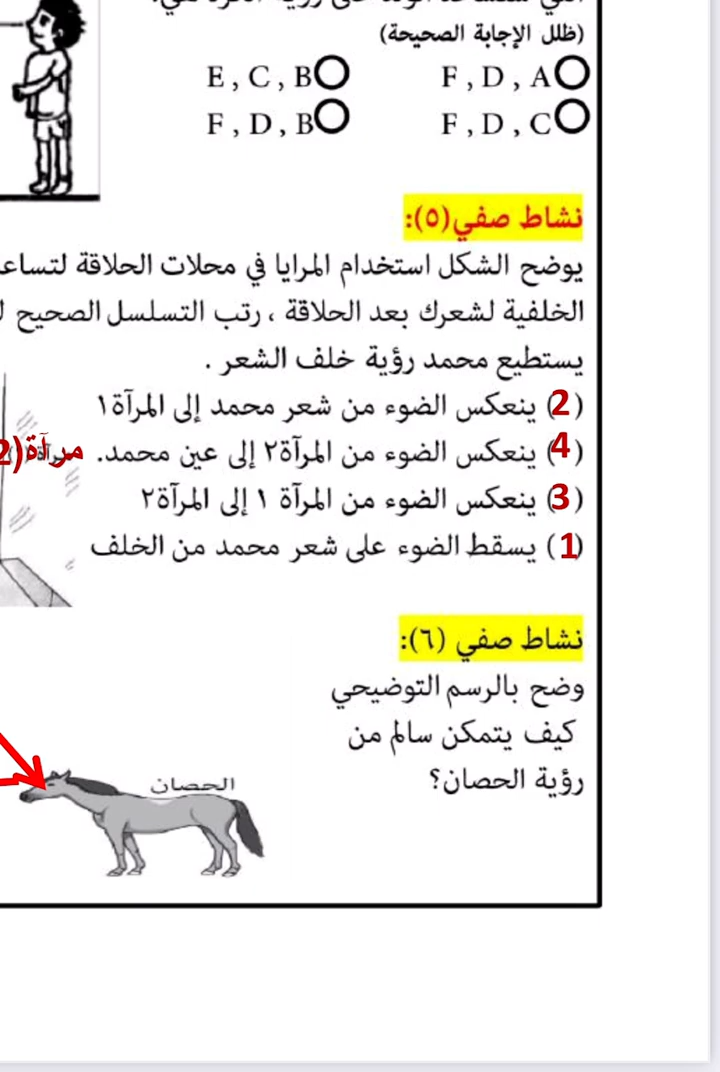 (ظلل الإجابة الصحيحة)
F , D , A E , C , B
F , D , C F , D , B
نشاط صفي(٥):
يوضح الشكل استخدام المرايا في محلات الحلاقة
الخلفية لشعرك بعد الحلاقة ، رتب التسلسل الصحيح
يستطيع محمد رؤية خلف الشعر .
(2) ينعكس الضوء من شعر محمد إلى المرآة١
(4) ينعكس الضوء من المرآة٢ إلى عين محمد.
مرآة(2
(3) ينعكس الضوء من المرآة ١ إلى المرآة٢
(1) يسقط الضوء على شعر محمد من الخلف
نشاط صفي (٦):
وضح بالرسم التوضيحي
كيف يتمكن سالم من
رؤية الحصان؟
الحصان